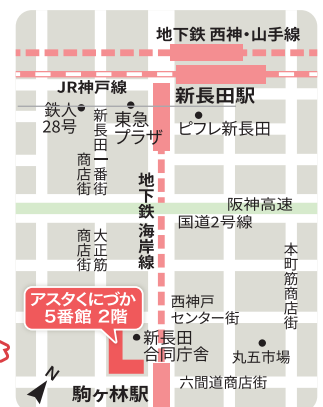 地下鉄 西神・山手線
JR神戸線
新長田駅
鉄人
28号
東急
プラザ
ピフレ新長田
新長田一番街
商店街
地下鉄 海岸線
阪神高速
国道2号線
大正筋
商店街
本町筋商店街
アスタくにづか
5番館 2階
西神戸
センター街
新長田
合同庁舎
丸五市場
六間道商店街
N
駒ヶ林駅